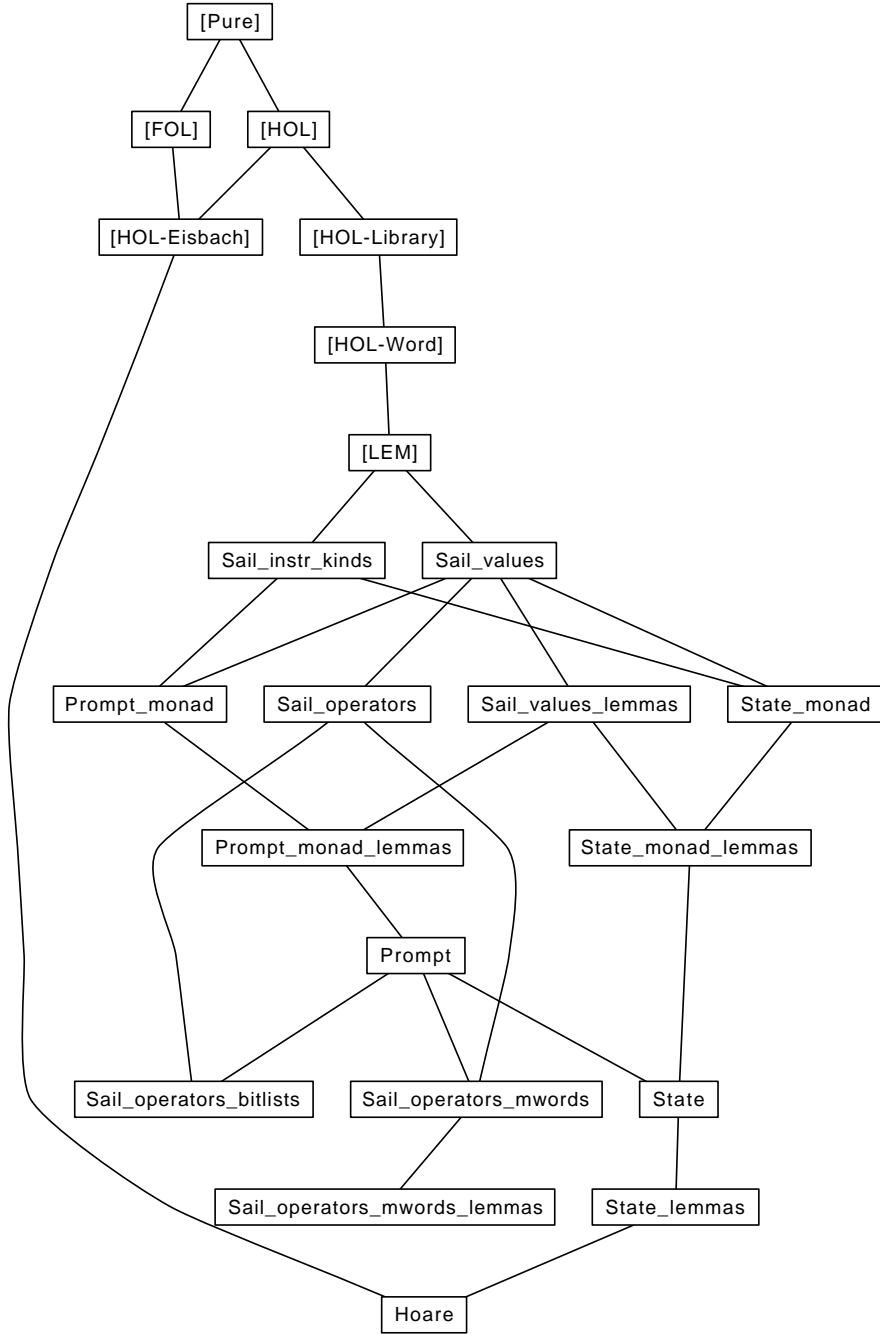 [Pure]
[FOL]
[HOL]
[HOL-Eisbach]
[HOL-Library]
[HOL-Word]
[LEM]
Sail_instr_kinds
Sail_values
Prompt_monad
Sail_operators
Sail_values_lemmas
State_monad
Prompt_monad_lemmas
State_monad_lemmas
Prompt
Sail_operators_bitlists
Sail_operators_mwords
State
Sail_operators_mwords_lemmas
State_lemmas
Hoare